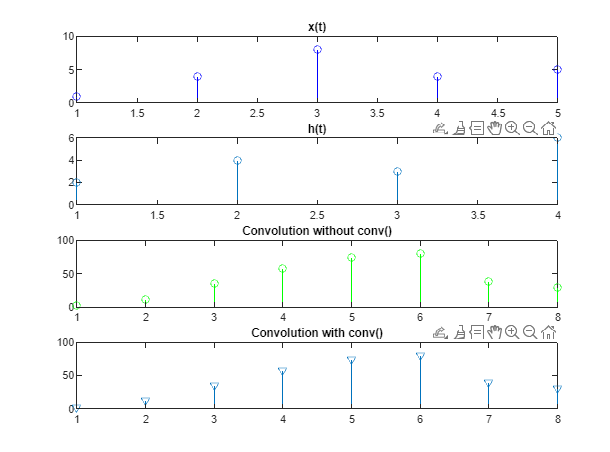 x(t)
10
5
0
1 1.5 2 2.5 3 3.5 4 4.5 5
h(t)
6
4
2
0
1 1.5 2 2.5 3 3.5 4
Convolution without conv()
100
50
0
1 2 3 4 5 6 7 8
Convolution with conv()
100
50
0
1 2 3 4 5 6 7 8